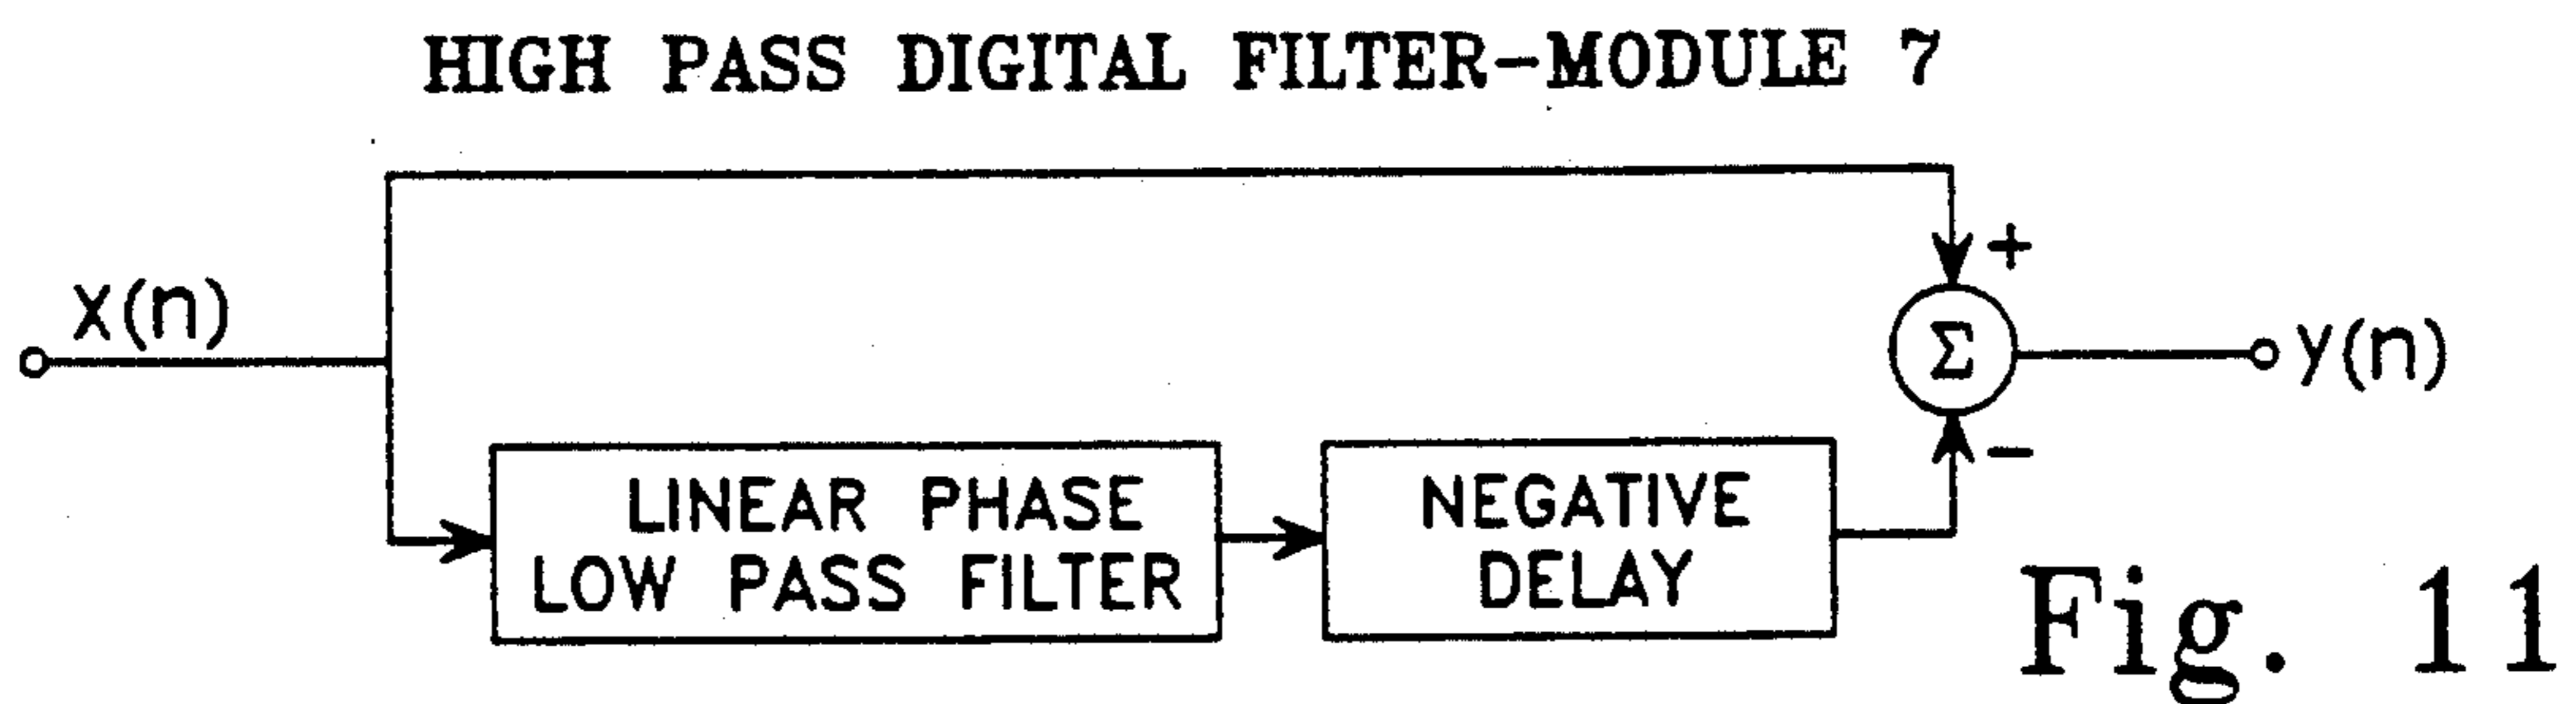 HIGH PASS DIGITAL FILTER-MODULE 7
x(n)
+
Σ
y(n)
-
LINEAR PHASE
LOW PASS FILTER
NEGATIVE
DELAY
Fig. 11